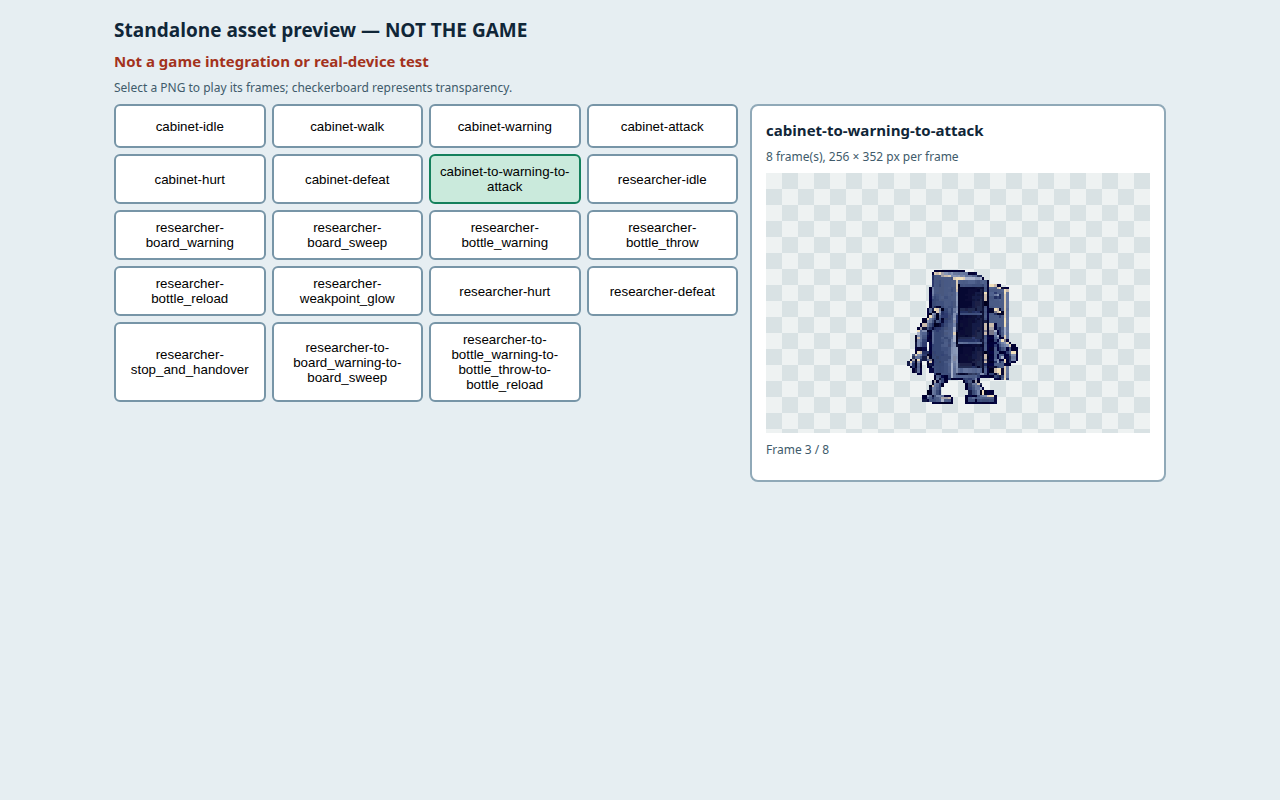 Standalone asset preview — NOT THE GAME
Not a game integration or real-device test
Select a PNG to play its frames; checkerboard represents transparency.
cabinet-idle
cabinet-walk
cabinet-warning
cabinet-attack
cabinet-hurt
cabinet-defeat
cabinet-to-warning-to-
attack
researcher-idle
researcher-
board_warning
researcher-
board_sweep
researcher-
bottle_warning
researcher-
bottle_throw
researcher-
bottle_reload
researcher-
weakpoint_glow
researcher-hurt
researcher-defeat
researcher-
stop_and_handover
researcher-to-
board_warning-to-
board_sweep
researcher-to-
bottle_warning-to-
bottle_throw-to-
bottle_reload
cabinet-to-warning-to-attack
8 frame(s), 256 × 352 px per frame
Frame 3 / 8